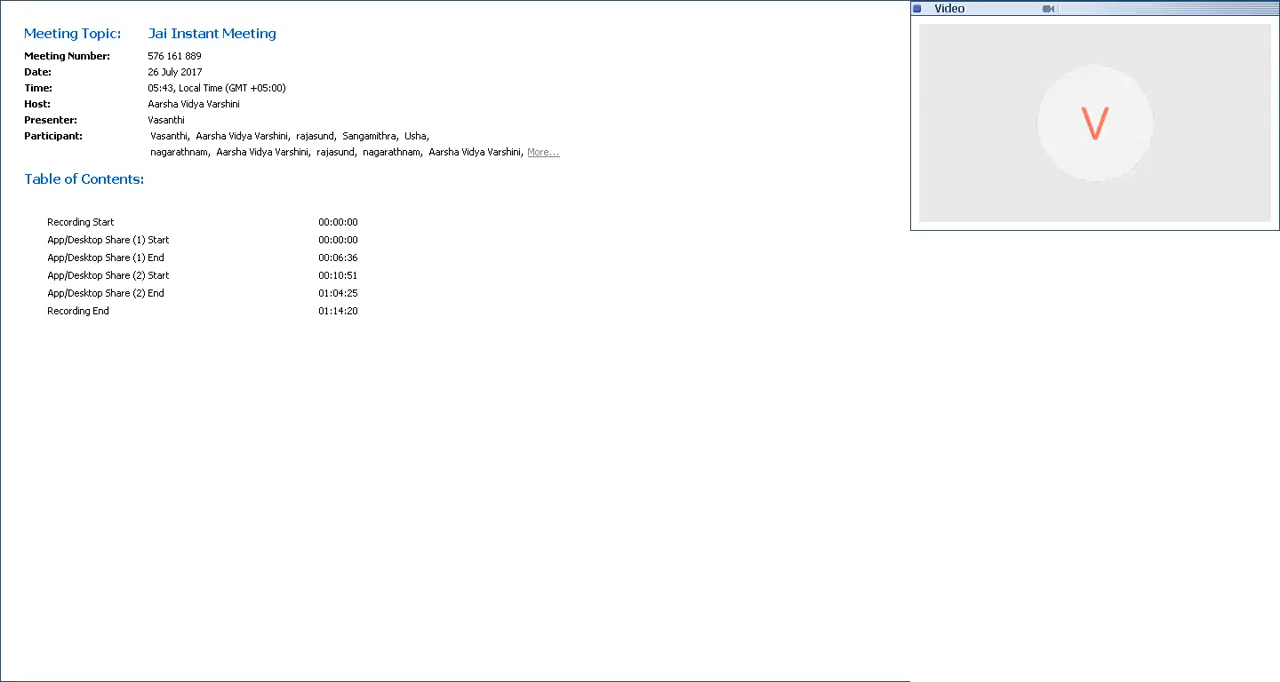 Meeting Topic: Jai Instant Meeting
Meeting Number: 576 161 889
Date: 26 July 2017
Time: 05:43, Local Time (GMT +05:00)
Host: Aarsha Vidya Varshini
Presenter: Vasanthi
Participant: Vasanthi, Aarsha Vidya Varshini, rajasund, Sangamithra, Usha,
nagarathnam, Aarsha Vidya Varshini, rajasund, nagarathnam, Aarsha Vidya Varshini, More...
Table of Contents:
Recording Start 00:00:00
App/Desktop Share (1) Start 00:00:00
App/Desktop Share (1) End 00:06:36
App/Desktop Share (2) Start 00:10:51
App/Desktop Share (2) End 01:04:25
Recording End 01:14:20
Video
V